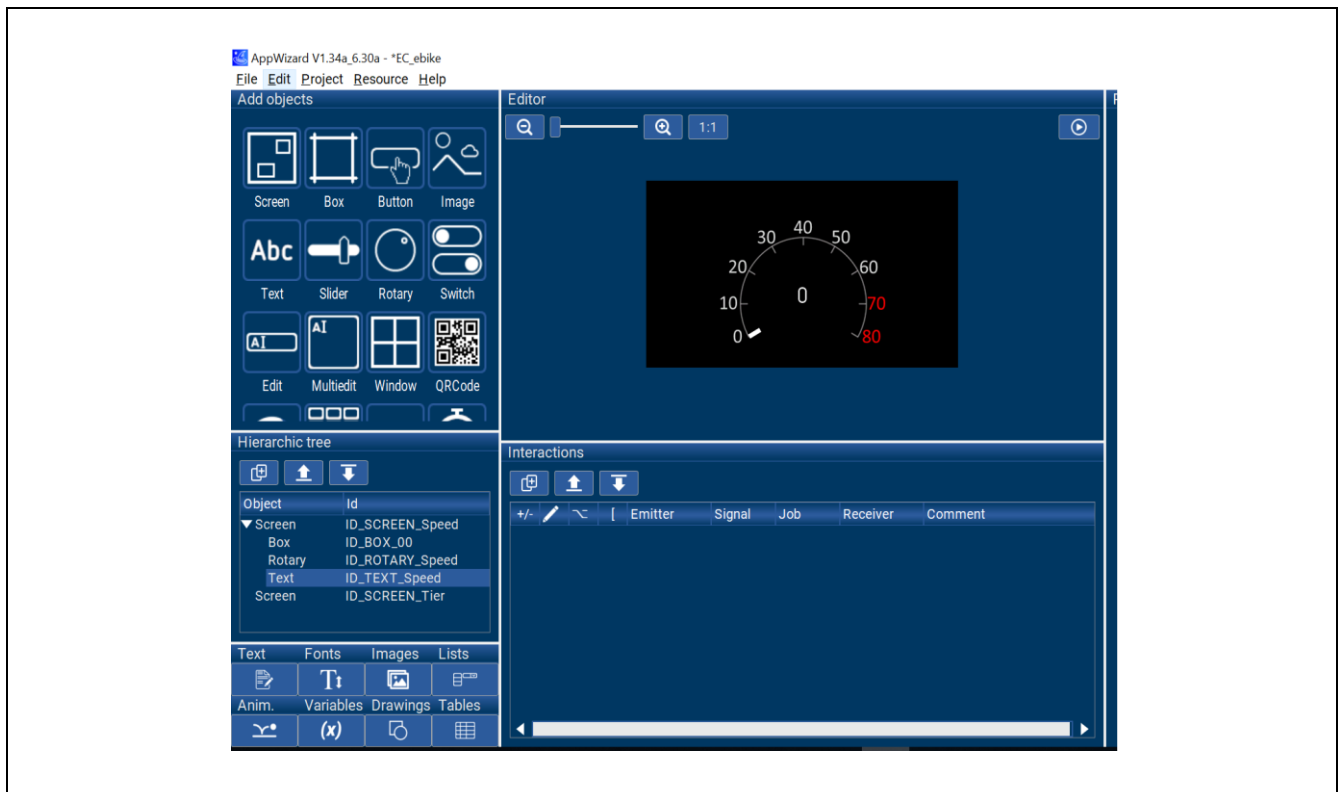 AppWizard V1.34a_6.30a - *EC_ebike
File Edit Project Resource Help
Add objects
Screen Box Button Image
Abc
Text Slider Rotary Switch
AI AI
Edit Multiedit Window QRCode
Hierarchic tree
Object Id
Screen ID_SCREEN_Speed
Box ID_BOX_00
Rotary ID_ROTARY_Speed
Text ID_TEXT_Speed
Screen ID_SCREEN_Tier
Text Fonts Images Lists
T
Anim. Variables Drawings Tables
(x)
Editor
1:1
0 10 20 30 40 50 60 70 80
0
Interactions
+/- [ Emitter Signal Job Receiver Comment